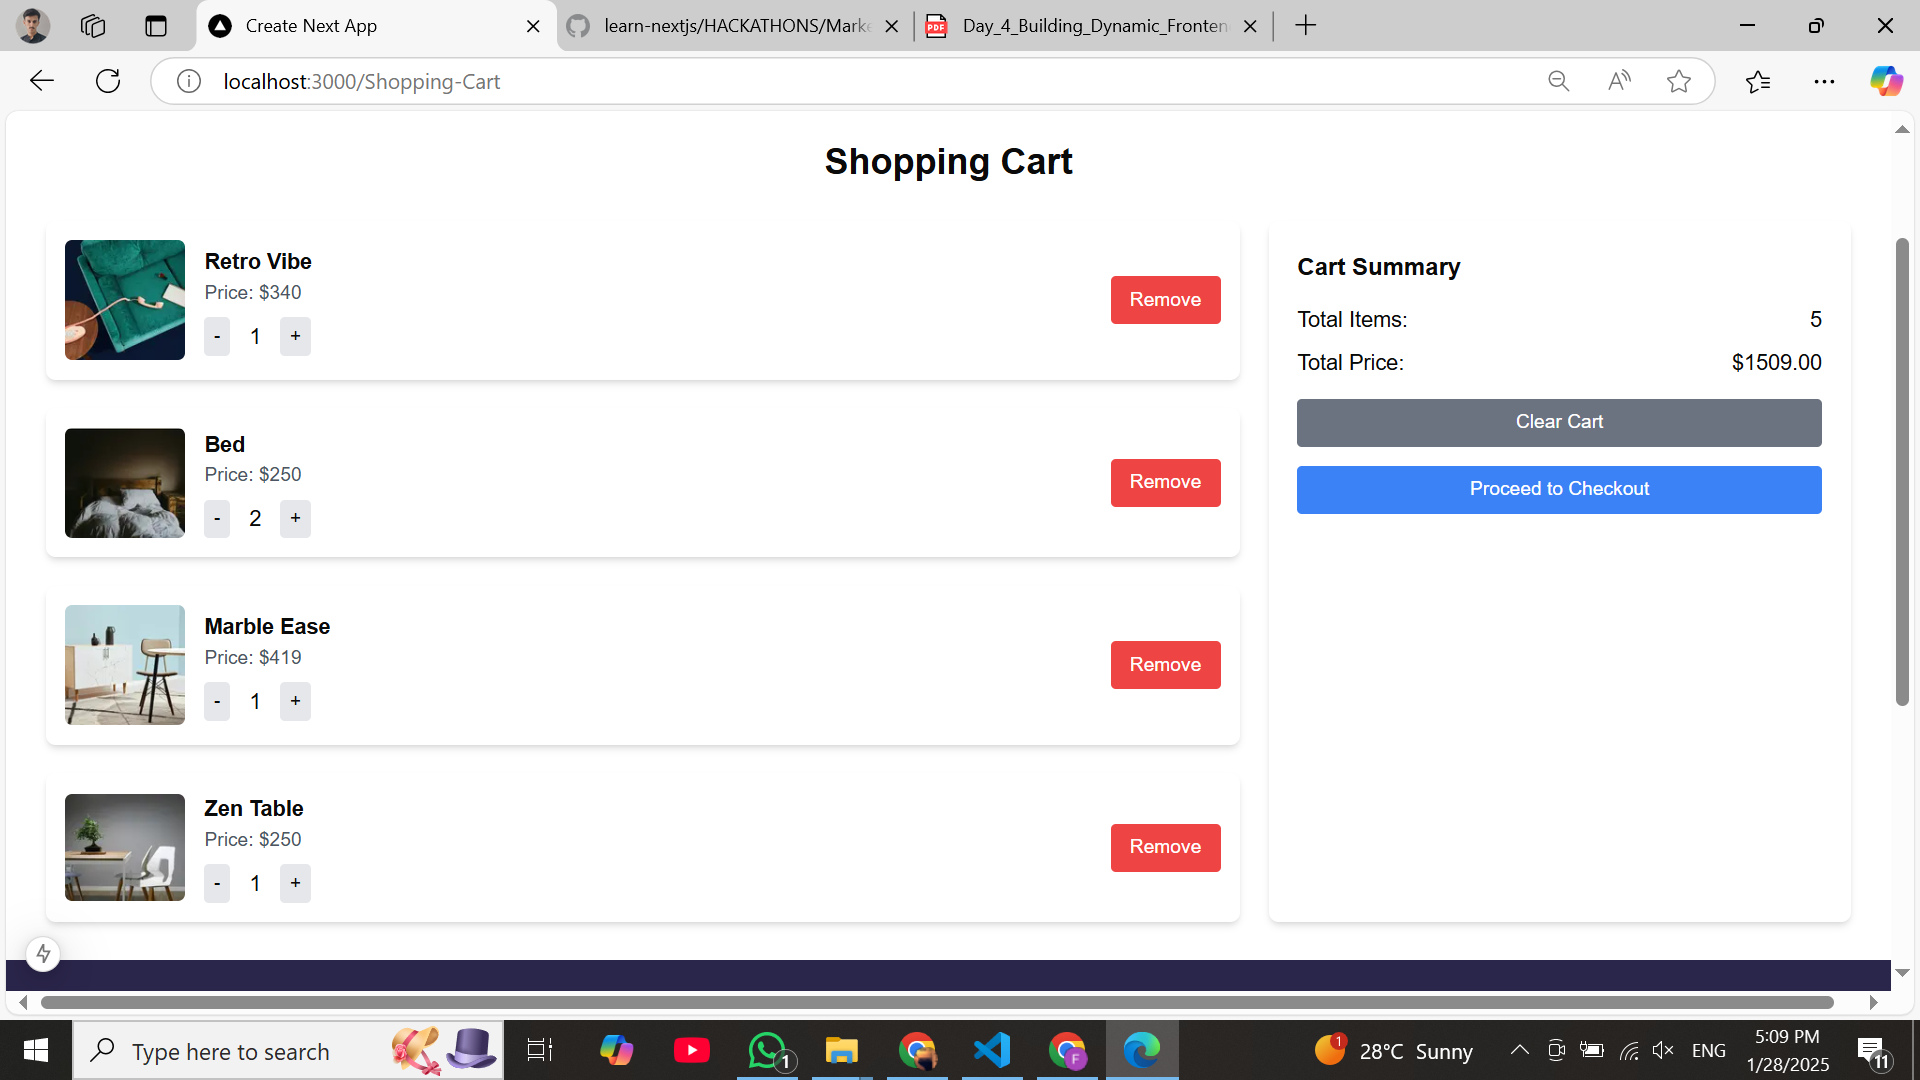 Create Next App
learn-nextjs/HACKATHONS/Marke
PDF
Day_4_Building_Dynamic_Fronten
localhost:3000/Shopping-Cart
Shopping Cart
Retro Vibe
Price: $340
- 1 +
Remove
Bed
Price: $250
- 2 +
Remove
Marble Ease
Price: $419
- 1 +
Remove
Zen Table
Price: $250
- 1 +
Remove
Cart Summary
Total Items: 5
Total Price: $1509.00
Clear Cart
Proceed to Checkout
Type here to search
1
F
1
28°C Sunny
ENG
5:09 PM
1/28/2025
11